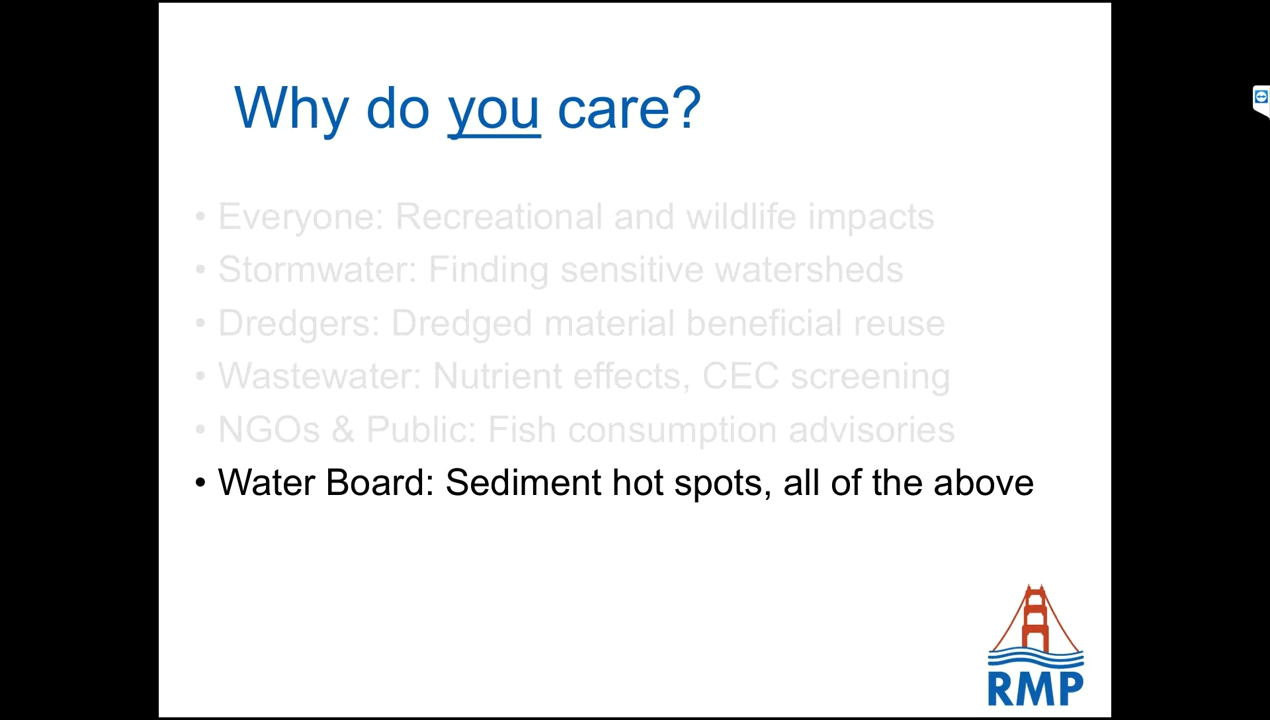 Why do you care?
• Everyone: Recreational and wildlife impacts
• Stormwater: Finding sensitive watersheds
• Dredgers: Dredged material beneficial reuse
• Wastewater: Nutrient effects, CEC screening
• NGOs & Public: Fish consumption advisories
• Water Board: Sediment hot spots, all of the above
RMP